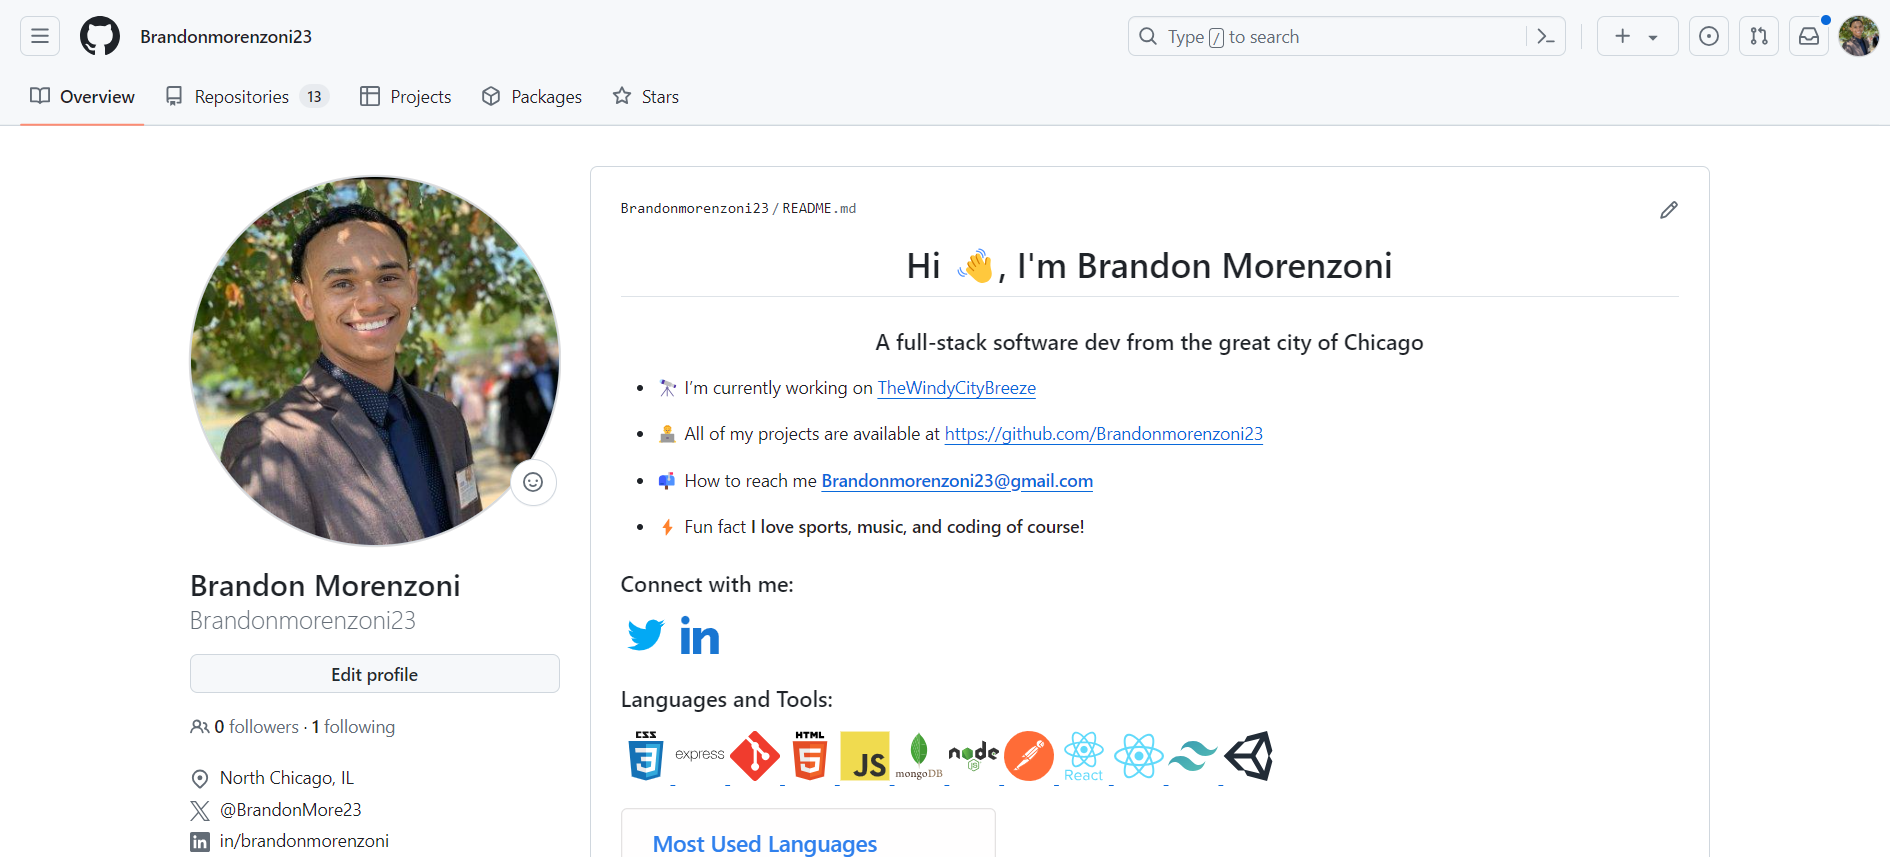 Brandonmorenzoni23
Type / to search
Overview
Repositories 13
Projects
Packages
Stars
Brandonmorenzoni23/README.md
Hi 👋, I'm Brandon Morenzoni
A full-stack software dev from the great city of Chicago
🔭 I’m currently working on TheWindyCityBreeze
👨‍💻 All of my projects are available at https://github.com/Brandonmorenzoni23
📫 How to reach me Brandonmorenzoni23@gmail.com
⚡ Fun fact I love sports, music, and coding of course!
Connect with me:
in
Languages and Tools:
CSS 3 express HTML 5 JS mongoDB node JS React
Most Used Languages
Brandon Morenzoni
Brandonmorenzoni23
Edit profile
0 followers · 1 following
North Chicago, IL
@BrandonMore23
in/brandonmorenzoni